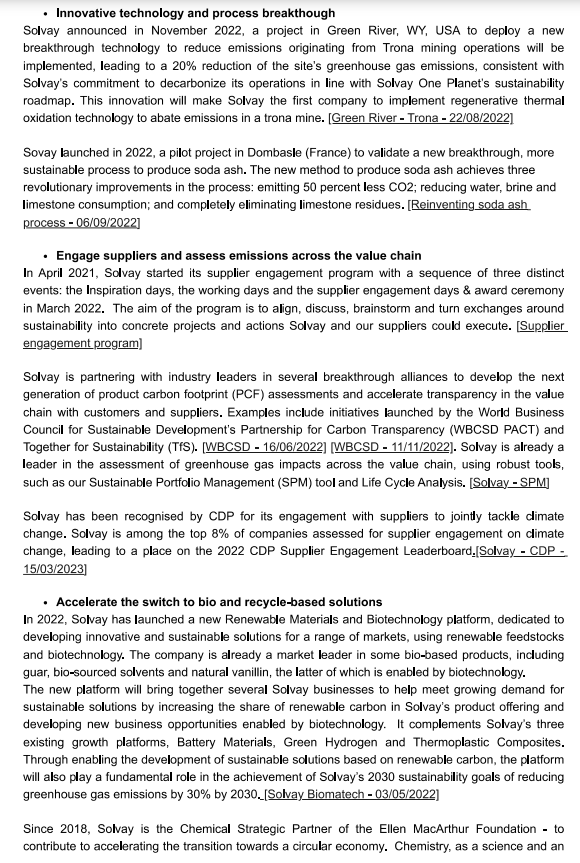 • Innovative technology and process breakthough
Solvay announced in November 2022, a project in Green River, WY, USA to deploy a new
breakthrough technology to reduce emissions originating from Trona mining operations will be
implemented, leading to a 20% reduction of the site's greenhouse gas emissions, consistent with
Solvay's commitment to decarbonize its operations in line with Solvay One Planet's sustainability
roadmap. This innovation will make Solvay the first company to implement regenerative thermal
oxidation technology to abate emissions in a trona mine. [Green River - Trona - 22/08/2022]
Sovay launched in 2022, a pilot project in Dombasle (France) to validate a new breakthrough, more
sustainable process to produce soda ash. The new method to produce soda ash achieves three
revolutionary improvements in the process: emitting 50 percent less CO2; reducing water, brine and
limestone consumption; and completely eliminating limestone residues. [Reinventing soda ash
process - 06/09/2022]
• Engage suppliers and assess emissions across the value chain
In April 2021, Solvay started its supplier engagement program with a sequence of three distinct
events: the Inspiration days, the working days and the supplier engagement days & award ceremony
in March 2022. The aim of the program is to align, discuss, brainstorm and turn exchanges around
sustainability into concrete projects and actions Solvay and our suppliers could execute. [Supplier
engagement program]
Solvay is partnering with industry leaders in several breakthrough alliances to develop the next
generation of product carbon footprint (PCF) assessments and accelerate transparency in the value
chain with customers and suppliers. Examples include initiatives launched by the World Business
Council for Sustainable Development's Partnership for Carbon Transparency (WBCSD PACT) and
Together for Sustainability (TfS). [WBCSD - 16/06/2022] [WBCSD - 11/11/2022]. Solvay is already a
leader in the assessment of greenhouse gas impacts across the value chain, using robust tools,
such as our Sustainable Portfolio Management (SPM) tool and Life Cycle Analysis. [Solvay - SPM]
Solvay has been recognised by CDP for its engagement with suppliers to jointly tackle climate
change. Solvay is among the top 8% of companies assessed for supplier engagement on climate
change, leading to a place on the 2022 CDP Supplier Engagement Leaderboard.[Solvay - CDP -
15/03/2023]
• Accelerate the switch to bio and recycle-based solutions
In 2022, Solvay has launched a new Renewable Materials and Biotechnology platform, dedicated to
developing innovative and sustainable solutions for a range of markets, using renewable feedstocks
and biotechnology. The company is already a market leader in some bio-based products, including
guar, bio-sourced solvents and natural vanillin, the latter of which is enabled by biotechnology.
The new platform will bring together several Solvay businesses to help meet growing demand for
sustainable solutions by increasing the share of renewable carbon in Solvay's product offering and
developing new business opportunities enabled by biotechnology. It complements Solvay's three
existing growth platforms, Battery Materials, Green Hydrogen and Thermoplastic Composites.
Through enabling the development of sustainable solutions based on renewable carbon, the platform
will also play a fundamental role in the achievement of Solvay's 2030 sustainability goals of reducing
greenhouse gas emissions by 30% by 2030. [Solvay Biomatech - 03/05/2022]
Since 2018, Solvay is the Chemical Strategic Partner of the Ellen MacArthur Foundation - to
contribute to accelerating the transition towards a circular economy. Chemistry, as a science and an